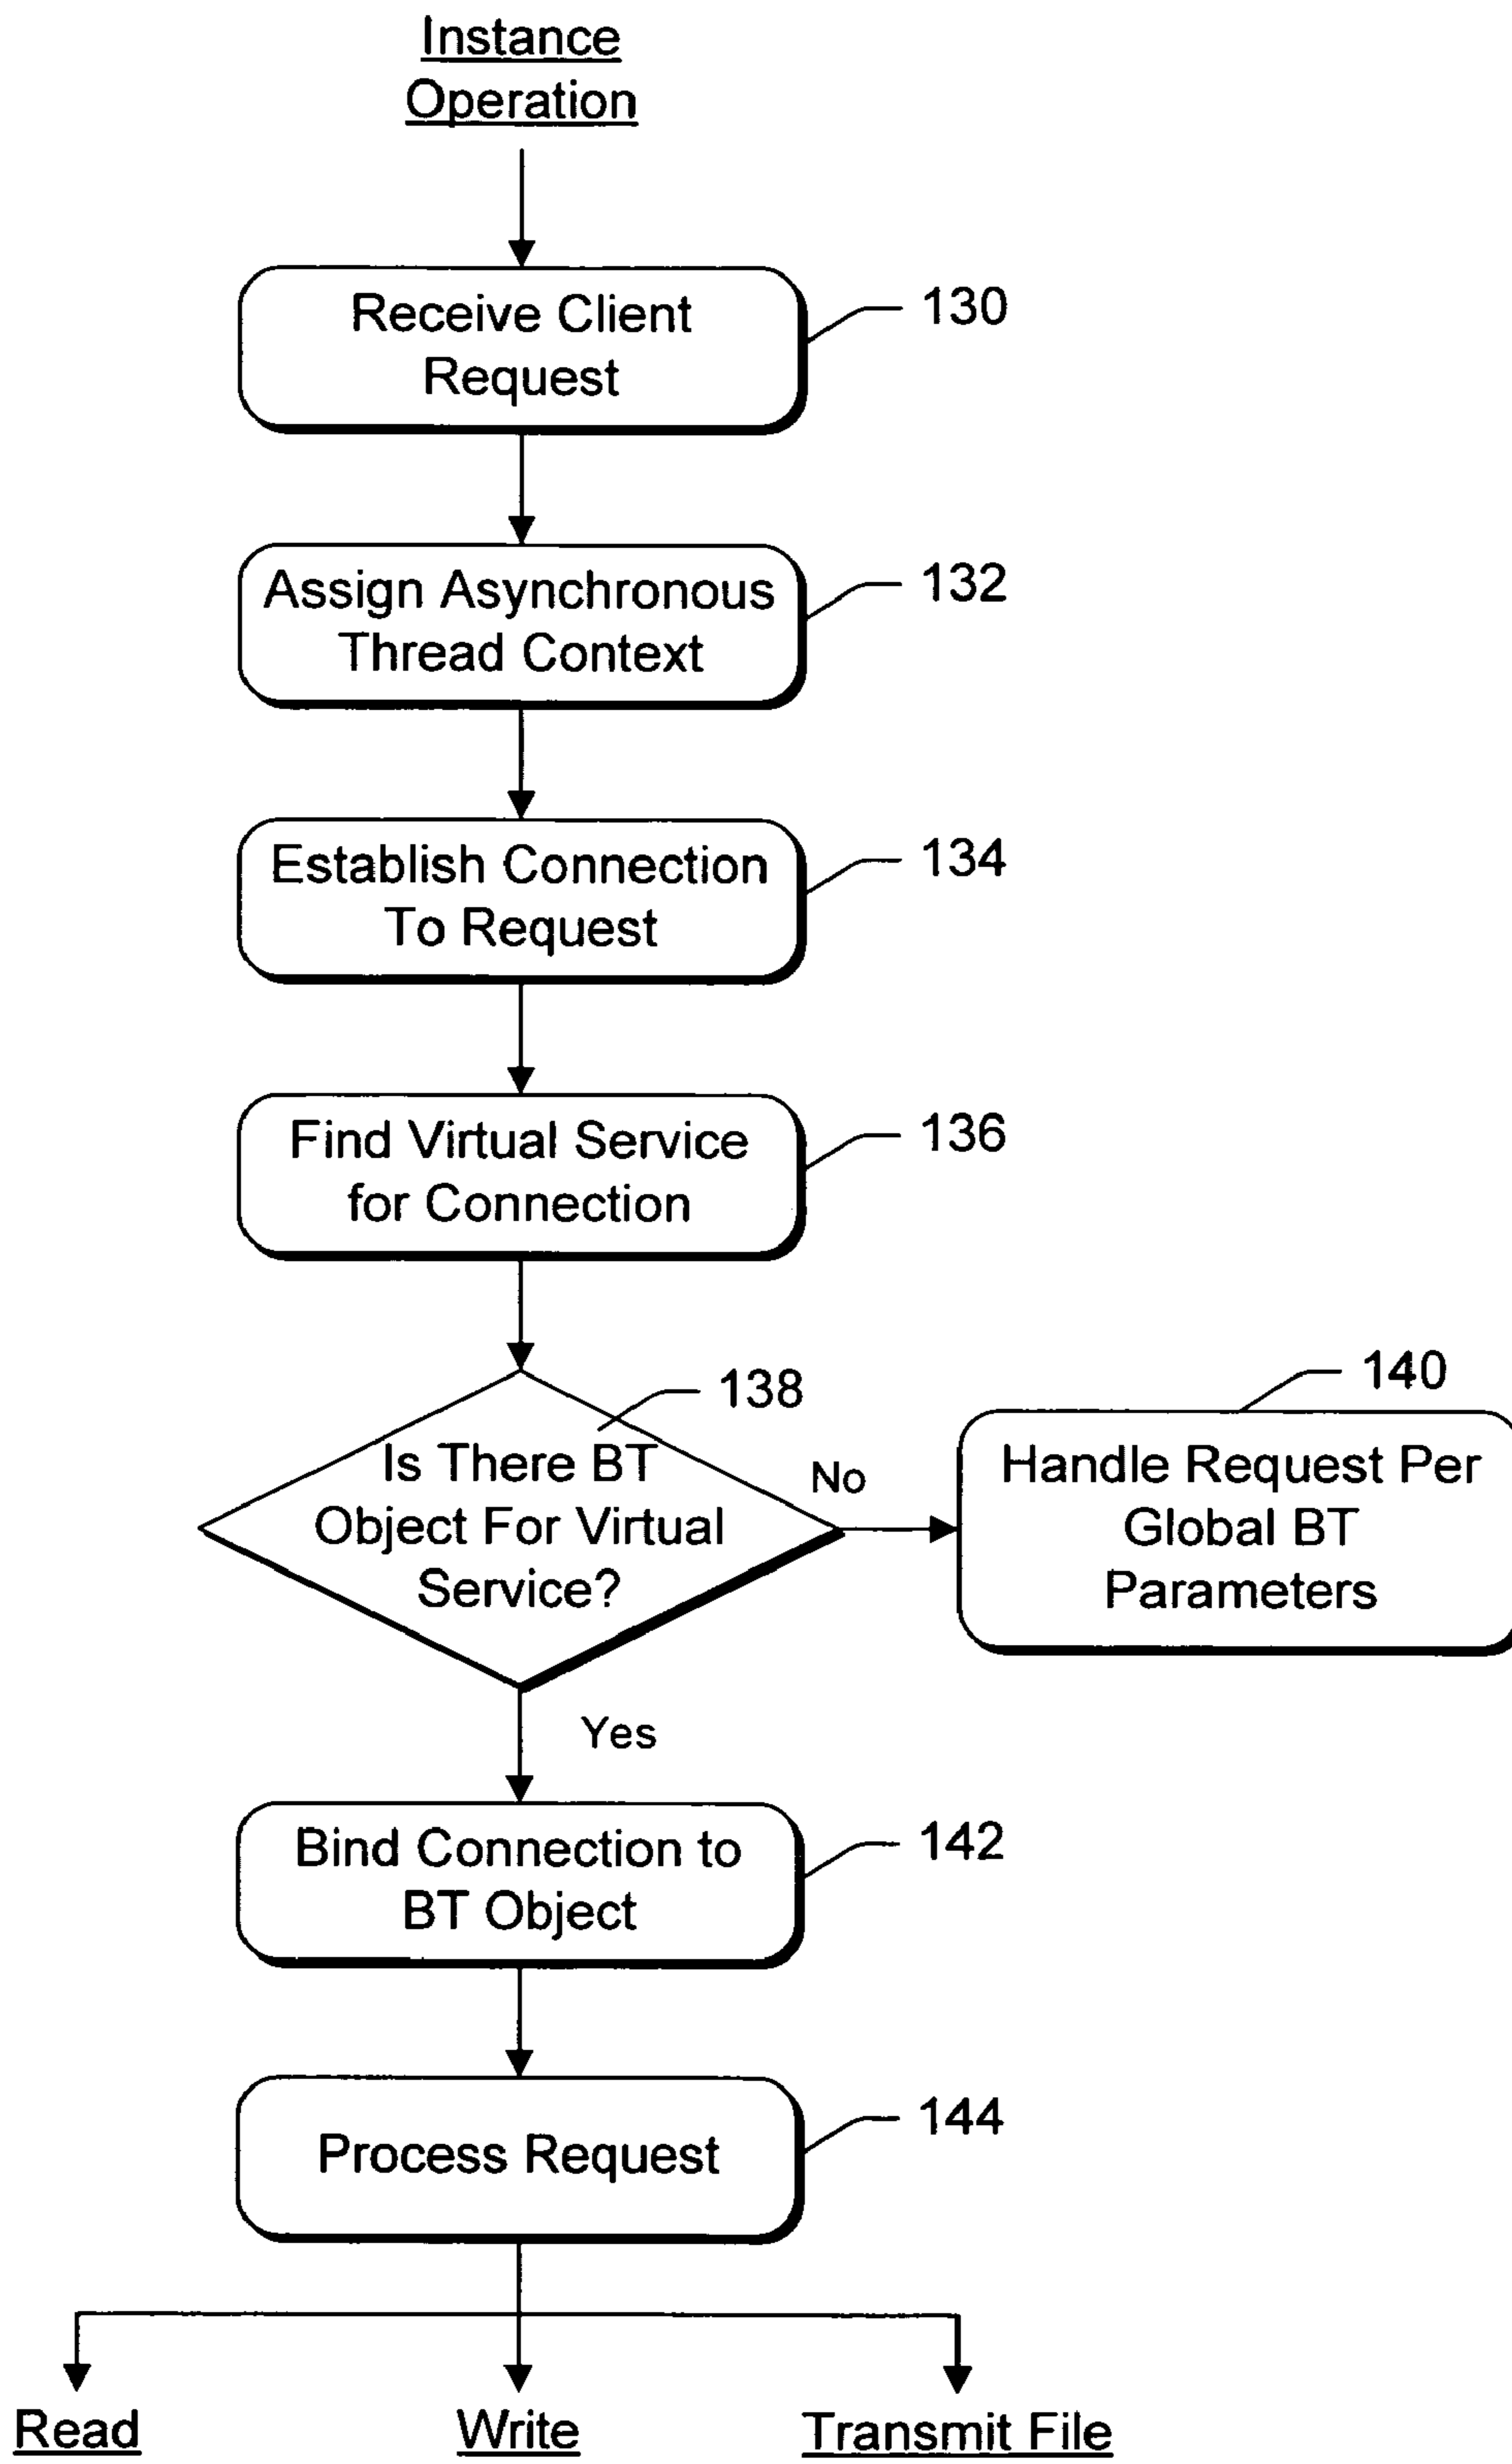 Instance
Operation
Receive Client
Request
130
Assign Asynchronous
Thread Context
132
Establish Connection
To Request
134
Find Virtual Service
for Connection
136
138
Is There BT
Object For Virtual
Service?
No
140
Handle Request Per
Global BT
Parameters
Yes
Bind Connection to
BT Object
142
Process Request
144
Read
Write
Transmit File